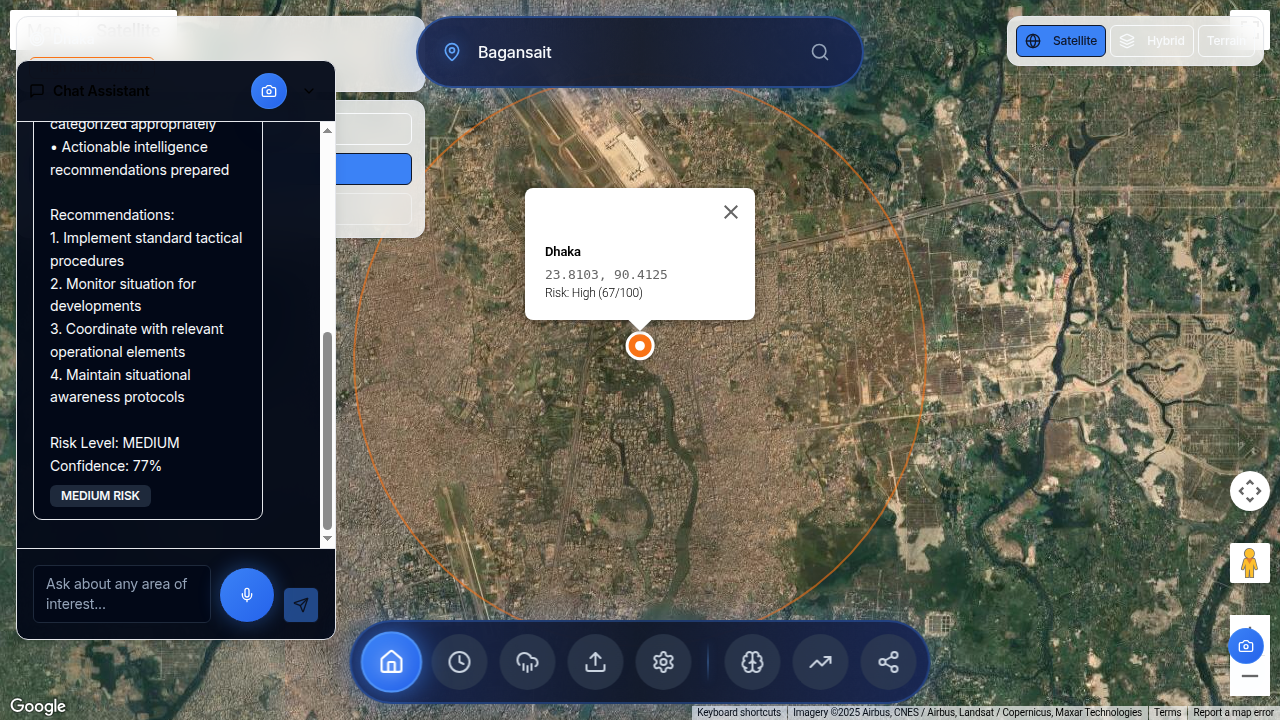 Map Satellite
Bagansait
Satellite
Hybrid
Terrain
Chat Assistant
categorized appropriately
• Actionable intelligence
recommendations prepared
Recommendations:
1. Implement standard tactical
procedures
2. Monitor situation for
developments
3. Coordinate with relevant
operational elements
4. Maintain situational
awareness protocols
Risk Level: MEDIUM
Confidence: 77%
MEDIUM RISK
Ask about any area of
interest...
Dhaka
23.8103, 90.4125
Risk: High (67/100)
Google
Keyboard shortcuts
Imagery ©2025 Airbus, CNES / Airbus, Landsat / Copernicus, Maxar Technologies
Terms
Report a map error